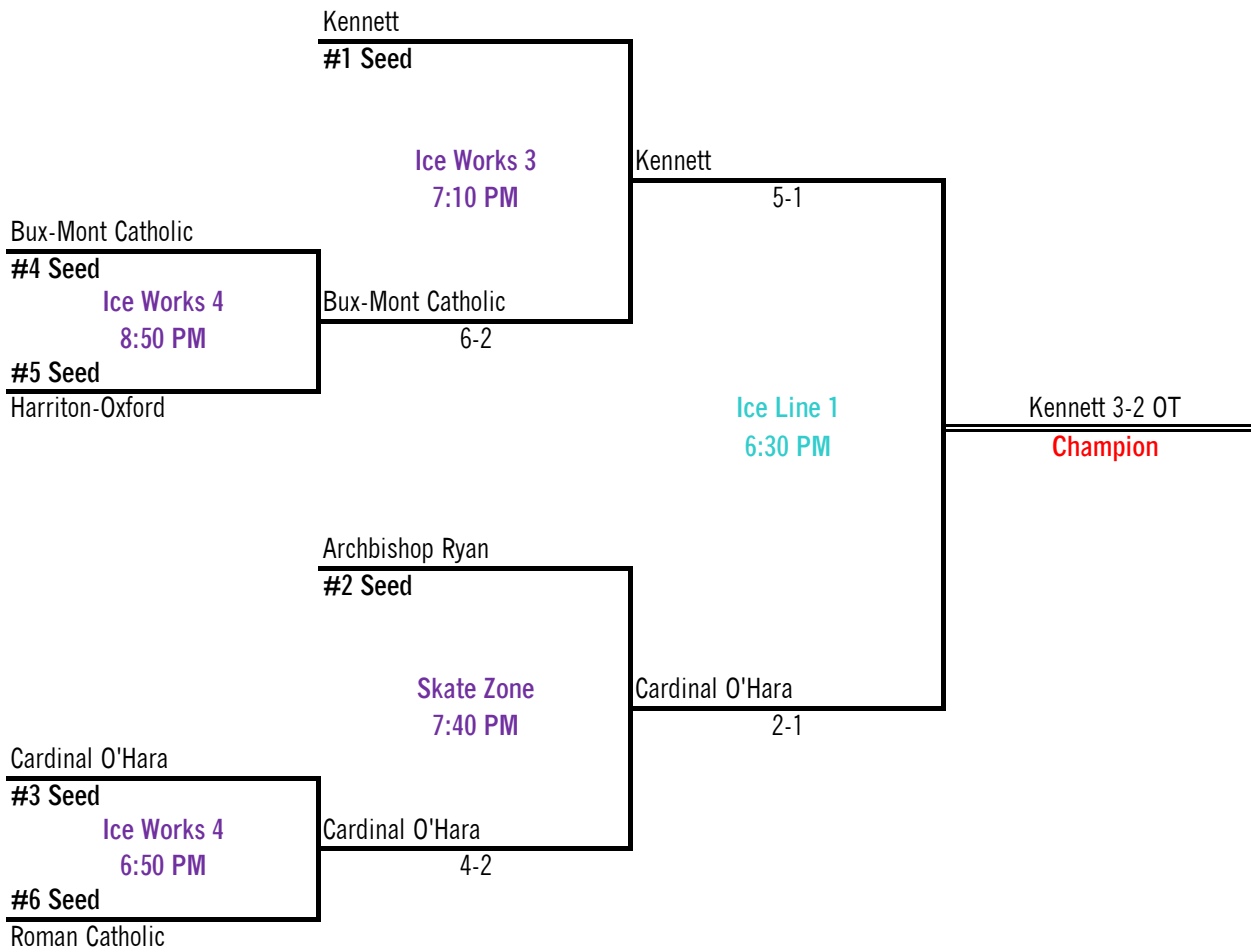 Kennett
#1 Seed
Ice Works 3
7:10 PM
Kennett
5-1
Bux-Mont Catholic
#4 Seed
Ice Works 4
8:50 PM
Bux-Mont Catholic
6-2
#5 Seed
Harriton-Oxford
Ice Line 1
6:30 PM
Kennett 3-2 OT
Champion
Archbishop Ryan
#2 Seed
Skate Zone
7:40 PM
Cardinal O'Hara
2-1
Cardinal O'Hara
#3 Seed
Ice Works 4
6:50 PM
Cardinal O'Hara
4-2
#6 Seed
Roman Catholic